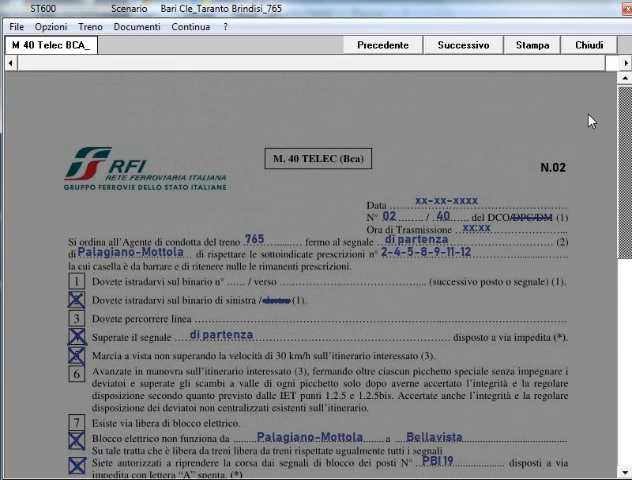 ST600 Scenario Bari Cle_Taranto Brindisi_765
File Opzioni Treno Documenti Continua ?
M 40 Telec BCA_ Precedente Successivo Stampa Chiudi
RFI
RETE FERROVIARIA ITALIANA
GRUPPO FERROVIE DELLO STATO ITALIANE
M. 40 TELEC (Bca)
N.02
Data xx-xx-xxxx
N° 02 / 40 del DCO/DPC/DM (1)
Ora di Trasmissione xx:xx
Si ordina all'Agente di condotta del treno 765 fermo al segnale di partenza (2)
di Palagiano-Mottola di rispettare le sottoindicate prescrizioni n° 2-4-5-8-9-11-12
la cui casella è da barrare e di ritenere nulle le rimanenti prescrizioni.
1 Dovete istradarvi sul binario n° ...... / verso .......... (successivo posto o segnale) (1).
Dovete istradarvi sul binario di sinistra / (1).
3 Dovete percorrere linea
Superate il segnale di partenza disposto a via impedita (*).
Marcia a vista non superando la velocità di 30 km/h sull'itinerario interessato (3).
6 Avanzate in manovra sull'itinerario interessato (3), fermando oltre ciascun picchetto speciale senza impegnare i
deviatoi e superate gli scambi a valle di ogni picchetto solo dopo averne accertato l'integrità e la regolare
disposizione secondo quanto previsto dalle IET punti 1.2.5 e 1.2.5bis. Accertate anche l'integrità e la regolare
disposizione dei deviatoi non centralizzati esistenti sull'itinerario.
7 Esiste via libera di blocco elettrico.
Blocco elettrico non funziona da Palagiano-Mottola a Bellavista
Su tale tratta che è libera da treni libera da treni rispettate ugualmente tutti i segnali
Siete autorizzati a riprendere la corsa dai segnali di blocco dei posti N° PBI 19 disposti a via
impedita con lettera "A" spenta. (*)